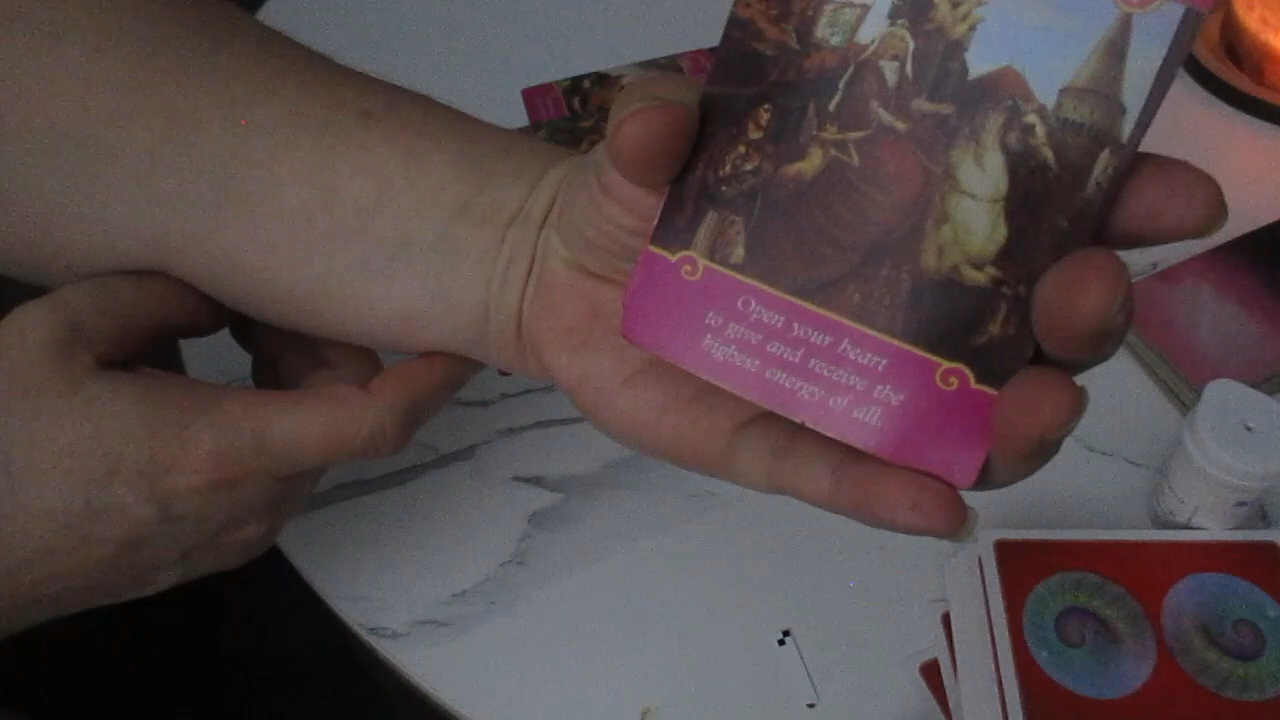 Open your heart
to give and receive the
highest energy of all.